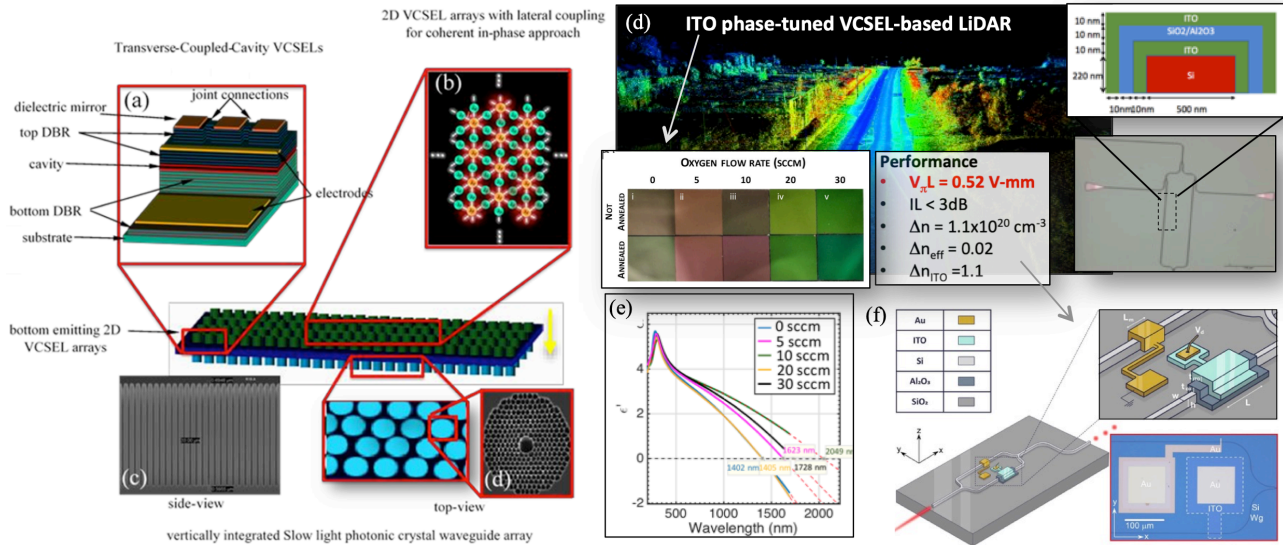 2D VCSEL arrays with lateral coupling
for coherent in-phase approach
Transverse-Coupled-Cavity VCSELs
(a)
joint connections
dielectric mirror
top DBR
cavity
electrodes
bottom DBR
substrate
(b)
bottom emitting 2D
VCSEL arrays
(c)
side-view
(d)
top-view
vertically integrated Slow light photonic crystal waveguide array
(d)
ITO phase-tuned VCSEL-based LiDAR
OXYGEN FLOW RATE (SCCM)
0 5 10 20 30
NOT ANNEALED
i ii iii iv v
ANNEALED
Performance
• VπL = 0.52 V-mm
• IL < 3dB
• Δn = 1.1x10²⁰ cm⁻³
• Δneff = 0.02
• ΔnITO =1.1
10 nm
10 nm
10 nm
220 nm
ITO
SiO2/Al2O3
ITO
Si
10nm 10nm 500 nm
(e)
ϵ'
0 sccm
5 sccm
10 sccm
20 sccm
30 sccm
6
4
2
0
-2
1623 nm
2049 nm
1402 nm
1405 nm
1728 nm
500 1000 1500 2000
Wavelength (nm)
(f)
Au
ITO
Si
Al₂O₃
SiO₂
z
y
x
w
h
L
Au
Au
Au
ITO
Si
Wg
y
x
100 μm